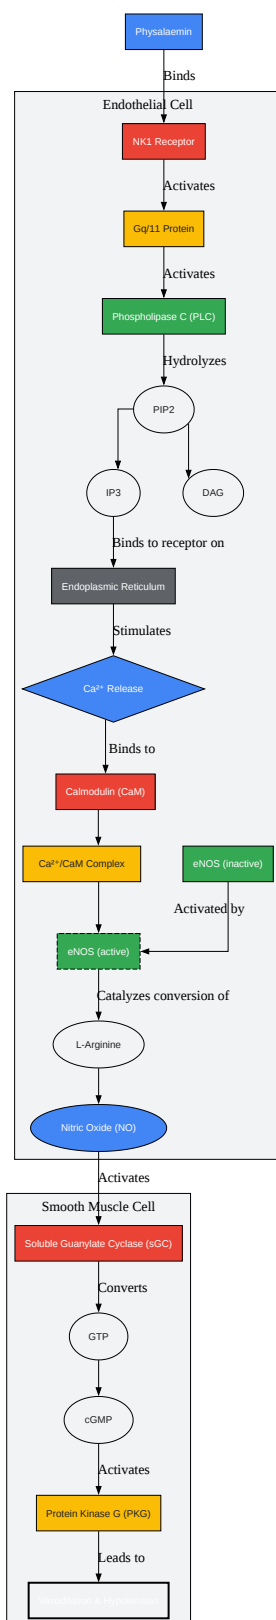 Physalaemin
Binds
Endothelial Cell
NK1 Receptor
Activates
Gq/11 Protein
Activates
Phospholipase C (PLC)
Hydrolyzes
PIP2
IP3
DAG
Binds to receptor on
Endoplasmic Reticulum
Stimulates
Ca²⁺ Release
Binds to
Calmodulin (CaM)
Ca²⁺/CaM Complex
eNOS (inactive)
Activated by
eNOS (active)
Catalyzes conversion of
L-Arginine
Nitric Oxide (NO)
Activates
Smooth Muscle Cell
Soluble Guanylate Cyclase (sGC)
Converts
GTP
cGMP
Activates
Protein Kinase G (PKG)
Leads to